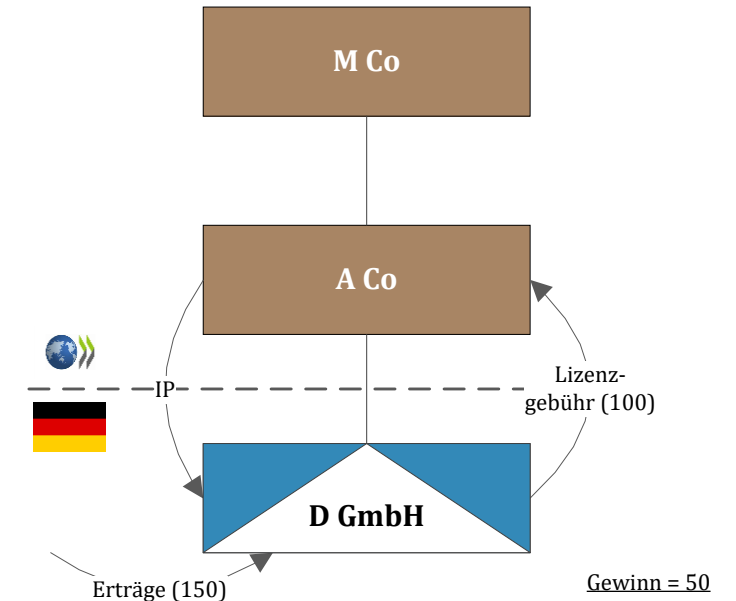 M Co
A Co
IP
Lizenz-
gebühr (100)
D GmbH
Erträge (150)
Gewinn = 50